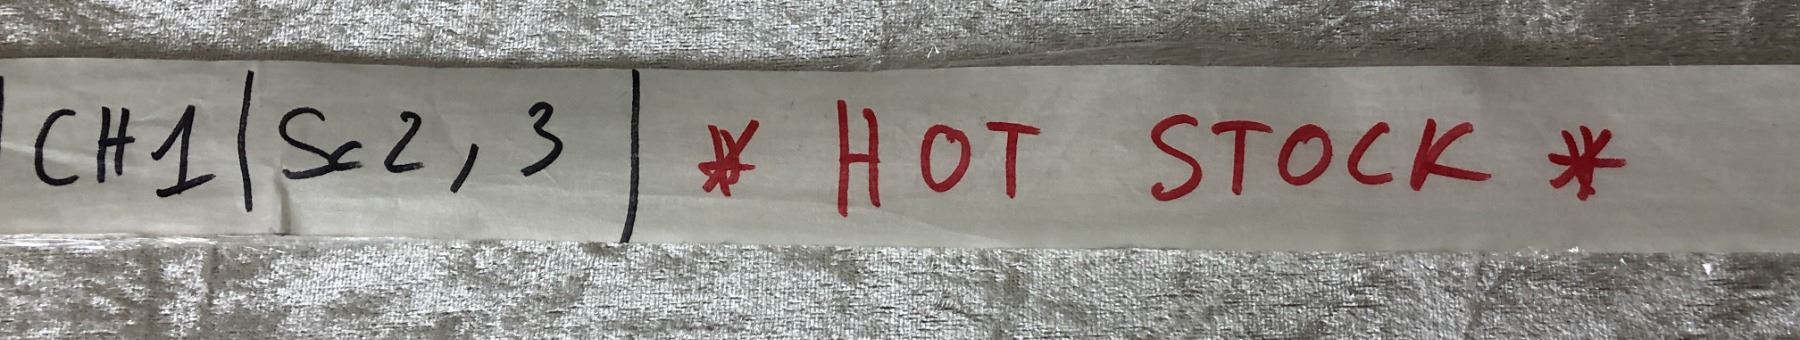 | CH1 | Sc 2, 3 | * HOT STOCK *